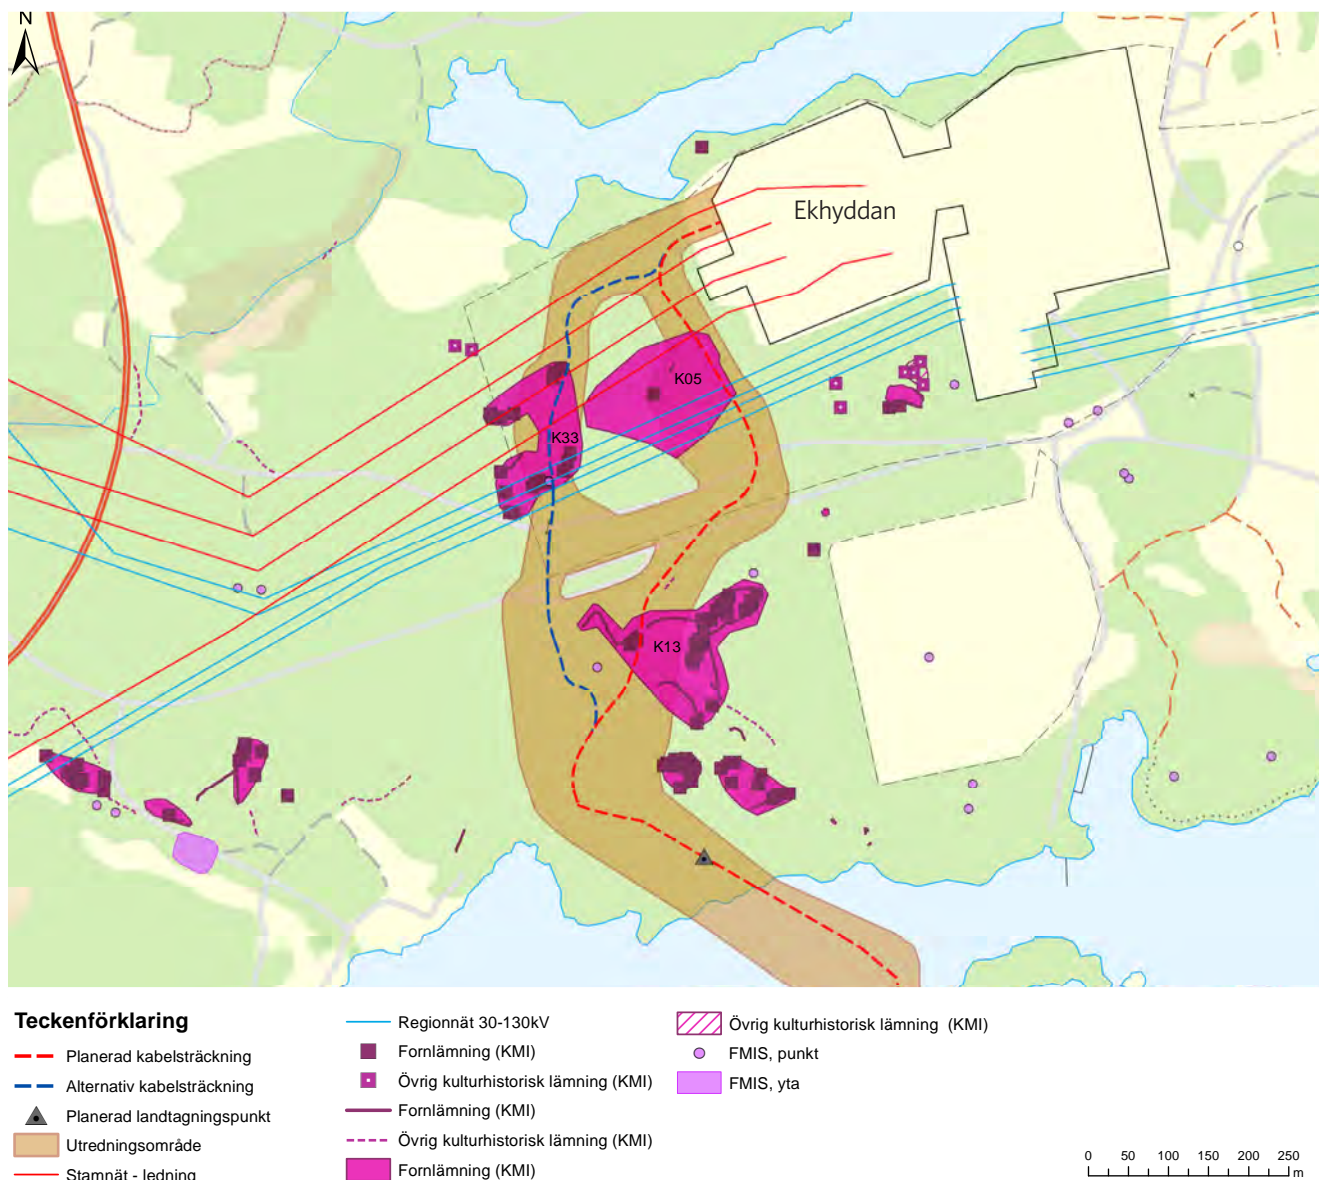 N
Ekhyddan
K05
K33
K13
Teckenförklaring
Planerad kabelsträckning
Alternativ kabelsträckning
Planerad landtagningspunkt
Utredningsområde
Stamnät - ledning
Regionnät 30-130kV
Fornlämning (KMI)
Övrig kulturhistorisk lämning (KMI)
Fornlämning (KMI)
Övrig kulturhistorisk lämning (KMI)
Fornlämning (KMI)
Övrig kulturhistorisk lämning (KMI)
FMIS, punkt
FMIS, yta
0 50 100 150 200 250
m